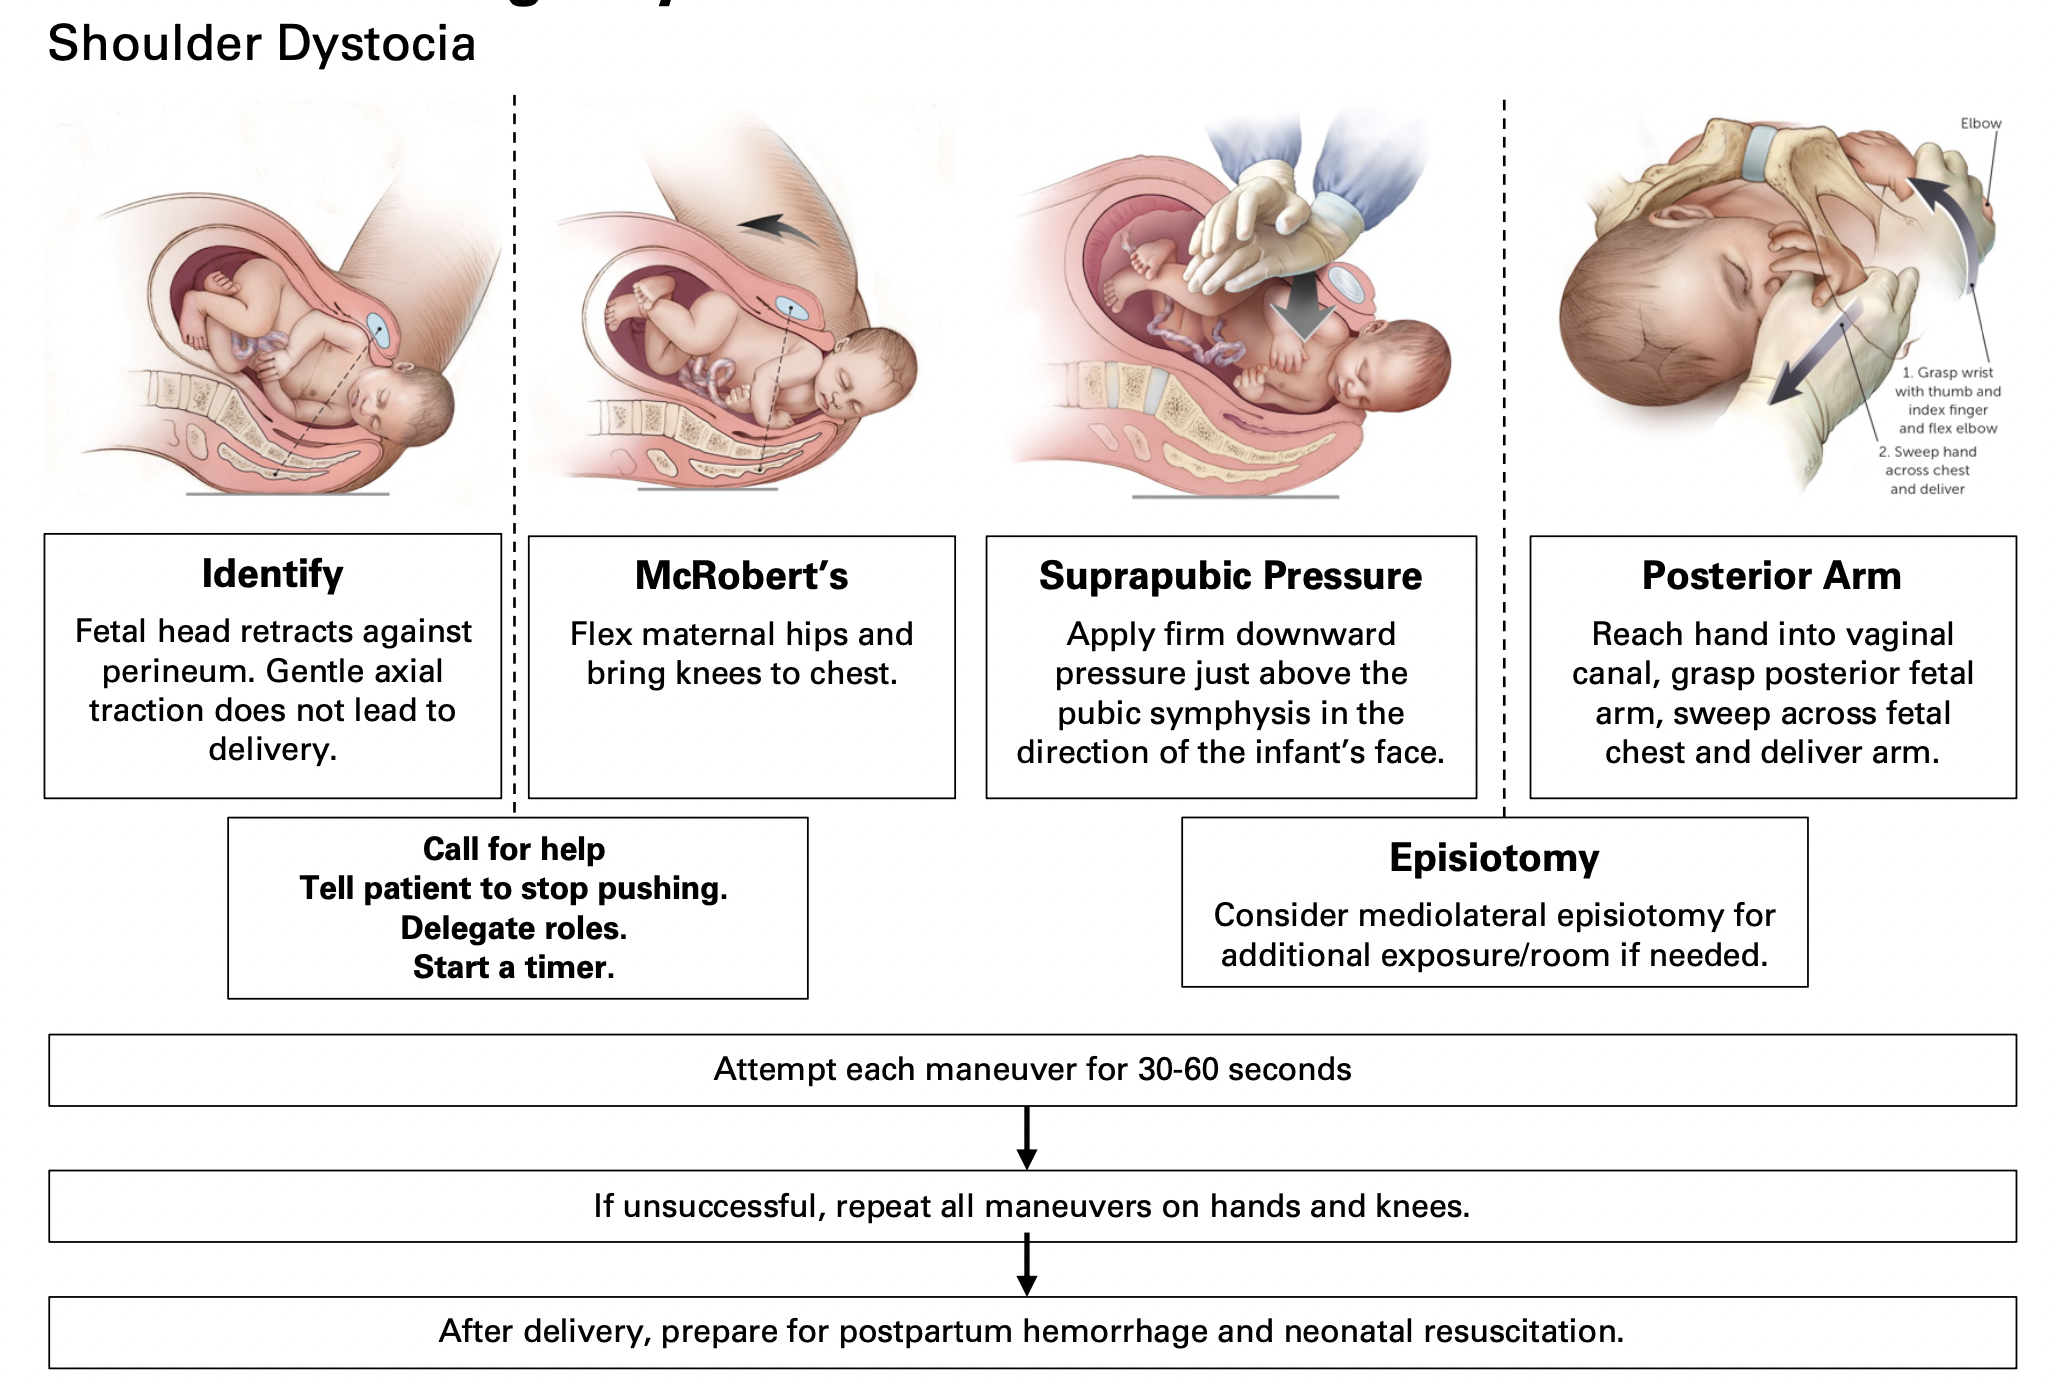 Shoulder Dystocia
Elbow
1. Grasp wrist
with thumb and
index finger
and flex elbow
2. Sweep hand
across chest
and deliver
Identify
Fetal head retracts against
perineum. Gentle axial
traction does not lead to
delivery.
McRobert’s
Flex maternal hips and
bring knees to chest.
Suprapubic Pressure
Apply firm downward
pressure just above the
pubic symphysis in the
direction of the infant’s face.
Posterior Arm
Reach hand into vaginal
canal, grasp posterior fetal
arm, sweep across fetal
chest and deliver arm.
Call for help
Tell patient to stop pushing.
Delegate roles.
Start a timer.
Episiotomy
Consider mediolateral episiotomy for
additional exposure/room if needed.
Attempt each maneuver for 30-60 seconds
If unsuccessful, repeat all maneuvers on hands and knees.
After delivery, prepare for postpartum hemorrhage and neonatal resuscitation.